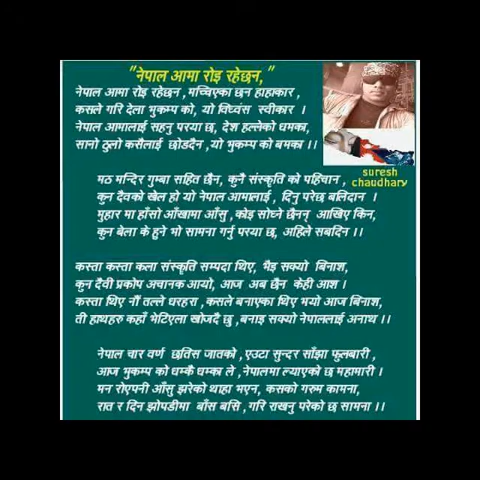 "नेपाल आमा रोइ रहेछन,"
नेपाल आमा रोइ रहेछन ,मच्चिएका छन हाहाकार ,
कसले गरि देला भुकम्प को, यो विध्वंस स्वीकार ।
नेपाल आमालाई सहनु परया छ, देश हल्लेको धमका,
सानो ठुलो कसैलाई छोडदैन ,यो भुकम्प को बमका ।।
suresh
chaudhary
मठ मन्दिर गुम्बा सहित छैन, कुनै संस्कृति को पहिचान ,
कुन दैवको खेल हो यो नेपाल आमालाई , दिनु परेछ बलिदान ।
मुहार मा हाँसो आँखामा आँसु ,कोइ सोध्ने छैनन् आखिए किन,
कुन बेला के हुने भो सामना गर्नु परया छ, अहिले सबदिन ।।
कस्ता कस्ता कला संस्कृति सम्पदा थिए, भैइ सक्यो बिनाश,
कुन दैवी प्रकोप अचानक आयो, आज अब छैन केही आश ।
कस्ता थिए नौं तल्ले घरहरा ,कसले बनाएका थिए भयो आज बिनाश,
ती हाथहरु कहाँ भेटिएला खोजदै छु ,बनाइ सक्यो नेपाललाई अनाथ ।।
नेपाल चार वर्ण छतिस जातको ,एउटा सुन्दर साँझा फुलबारी ,
आज भुकम्प को धम्कै धम्का ले ,नेपालमा ल्याएको छ महामारी ।
मन रोएपनी आँसु झरेको थाहा भएन, कसको गरुम कामना,
रात र दिन झोपडीमा बाँस बसि ,गरि राख्नु परेको छ सामना ।।